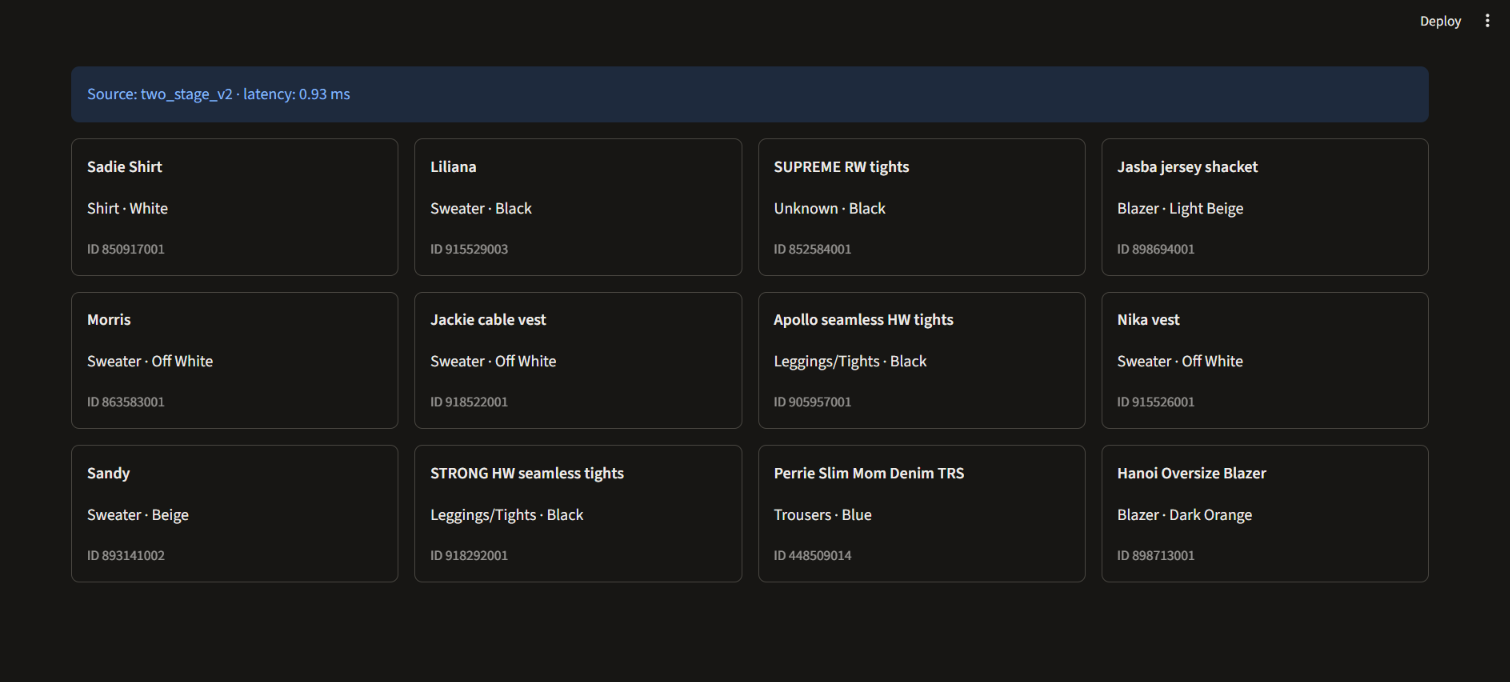 Deploy
Source: two_stage_v2 · latency: 0.93 ms
Sadie Shirt
Shirt · White
ID 850917001
Liliana
Sweater · Black
ID 915529003
SUPREME RW tights
Unknown · Black
ID 852584001
Jasba jersey shacket
Blazer · Light Beige
ID 898694001
Morris
Sweater · Off White
ID 863583001
Jackie cable vest
Sweater · Off White
ID 918522001
Apollo seamless HW tights
Leggings/Tights · Black
ID 905957001
Nika vest
Sweater · Off White
ID 915526001
Sandy
Sweater · Beige
ID 893141002
STRONG HW seamless tights
Leggings/Tights · Black
ID 918292001
Perrie Slim Mom Denim TRS
Trousers · Blue
ID 448509014
Hanoi Oversize Blazer
Blazer · Dark Orange
ID 898713001